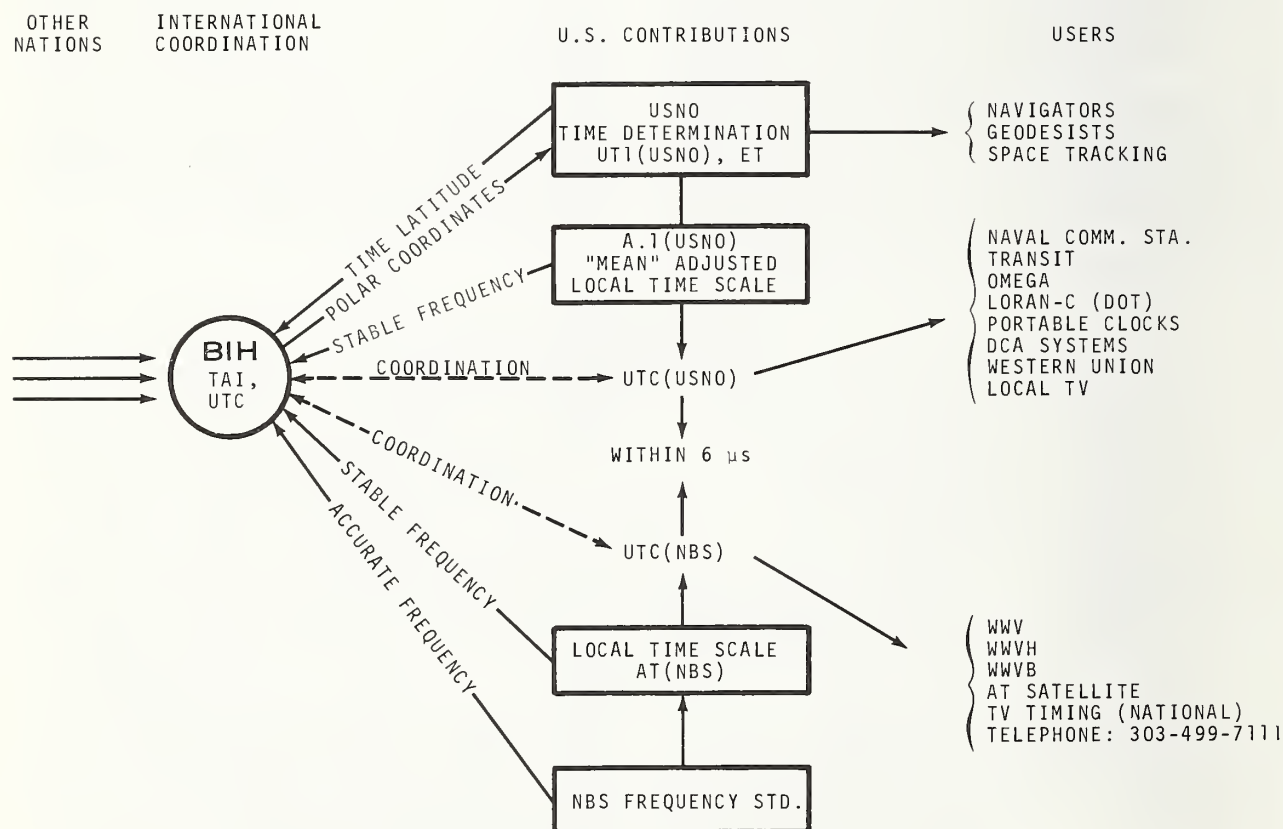 OTHER NATIONS
INTERNATIONAL COORDINATION
U.S. CONTRIBUTIONS
USERS
USNO
TIME DETERMINATION
UT1(USNO), ET
NAVIGATORS
GEODESISTS
SPACE TRACKING
TIME LATITUDE
POLAR COORDINATES
A.1(USNO)
"MEAN" ADJUSTED
LOCAL TIME SCALE
STABLE FREQUENCY
NAVAL COMM. STA.
TRANSIT
OMEGA
LORAN-C (DOT)
PORTABLE CLOCKS
DCA SYSTEMS
WESTERN UNION
LOCAL TV
BIH
TAI,
UTC
COORDINATION
UTC(USNO)
WITHIN 6 μs
COORDINATION
UTC(NBS)
STABLE FREQUENCY
ACCURATE FREQUENCY
LOCAL TIME SCALE
AT(NBS)
WWV
WWVH
WWVB
AT SATELLITE
TV TIMING (NATIONAL)
TELEPHONE: 303-499-7111
NBS FREQUENCY STD.